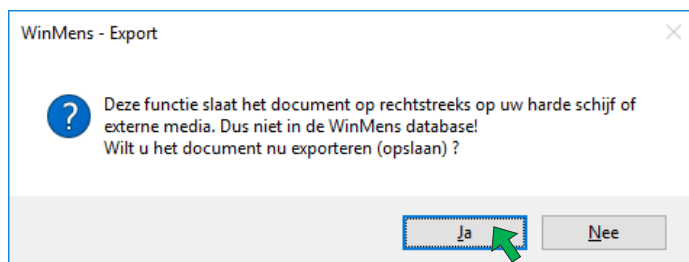 WinMens - Export
Deze functie slaat het document op rechtstreeks op uw harde schijf of
externe media. Dus niet in de WinMens database!
Wilt u het document nu exporteren (opslaan) ?
Ja
Nee